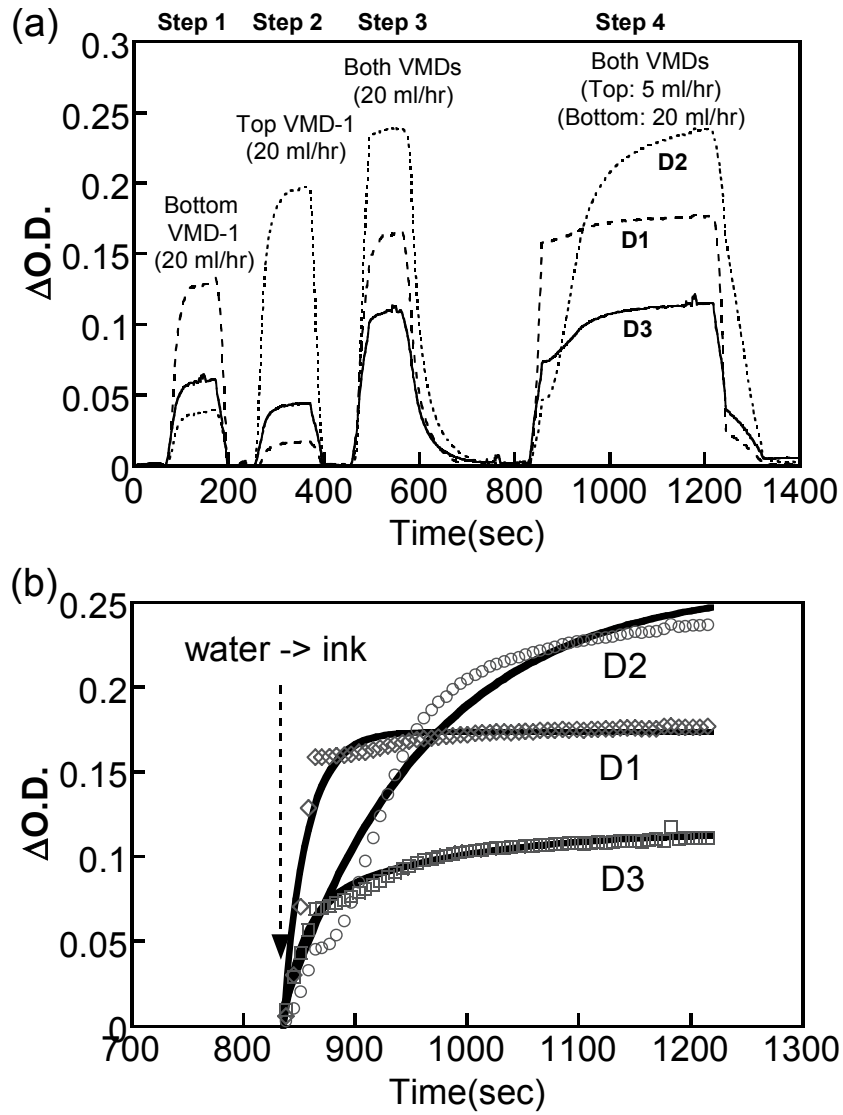 (a)
Step 1 Step 2 Step 3 Step 4
0.3
0.25
0.2
0.15
0.1
0.05
0
ΔO.D.
Bottom
VMD-1
(20 ml/hr)
Top VMD-1
(20 ml/hr)
Both VMDs
(20 ml/hr)
Both VMDs
(Top: 5 ml/hr)
(Bottom: 20 ml/hr)
D2
D1
D3
0 200 400 600 800 1000 1200 1400
Time(sec)
(b)
0.25
0.2
0.15
0.1
0.05
0
ΔO.D.
water -> ink
D2
D1
D3
700 800 900 1000 1100 1200 1300
Time(sec)